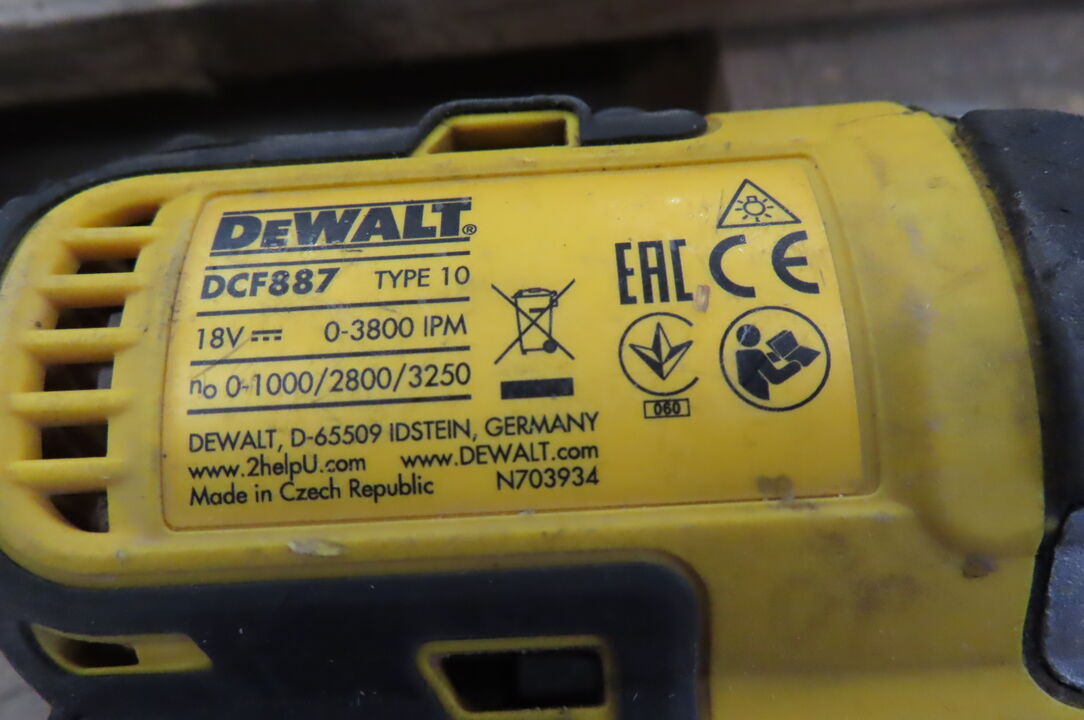 DEWALT®
DCF887 TYPE 10
18V 0-3800 IPM
n₀ 0-1000/2800/3250
DEWALT, D-65509 IDSTEIN, GERMANY
www.2helpU.com www.DEWALT.com
Made in Czech Republic N703934
EAC CE
060